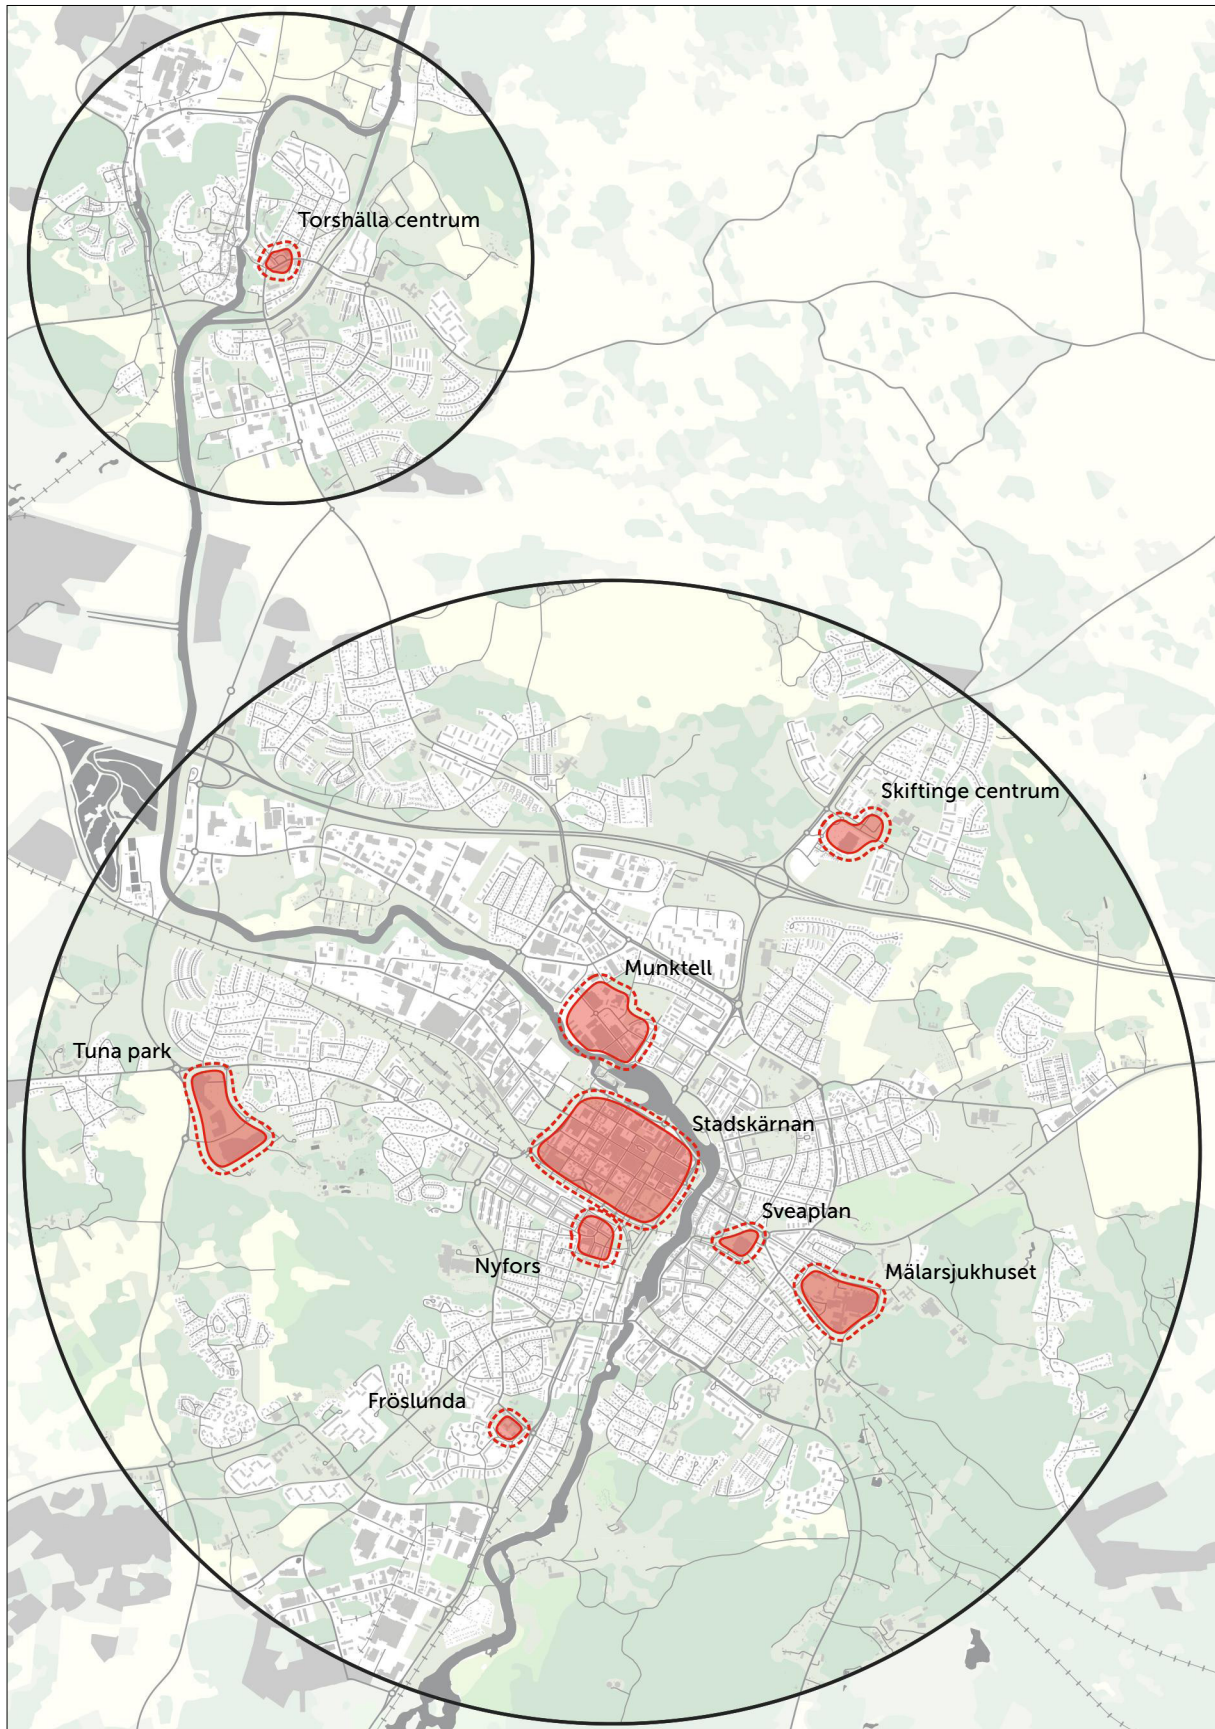 Torshälla centrum
Skiftinge centrum
Munktell
Tuna park
Stadskärnan
Sveaplan
Nyfors
Mälarsjukhuset
Fröslunda